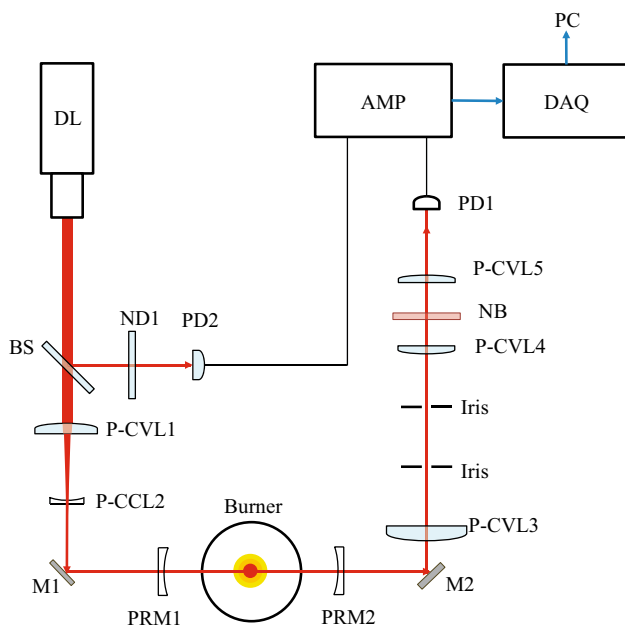 PC
DL
AMP
DAQ
PD1
P-CVL5
ND1
PD2
NB
BS
P-CVL4
Iris
P-CVL1
Iris
P-CCL2
Burner
P-CVL3
M1
M2
PRM1
PRM2